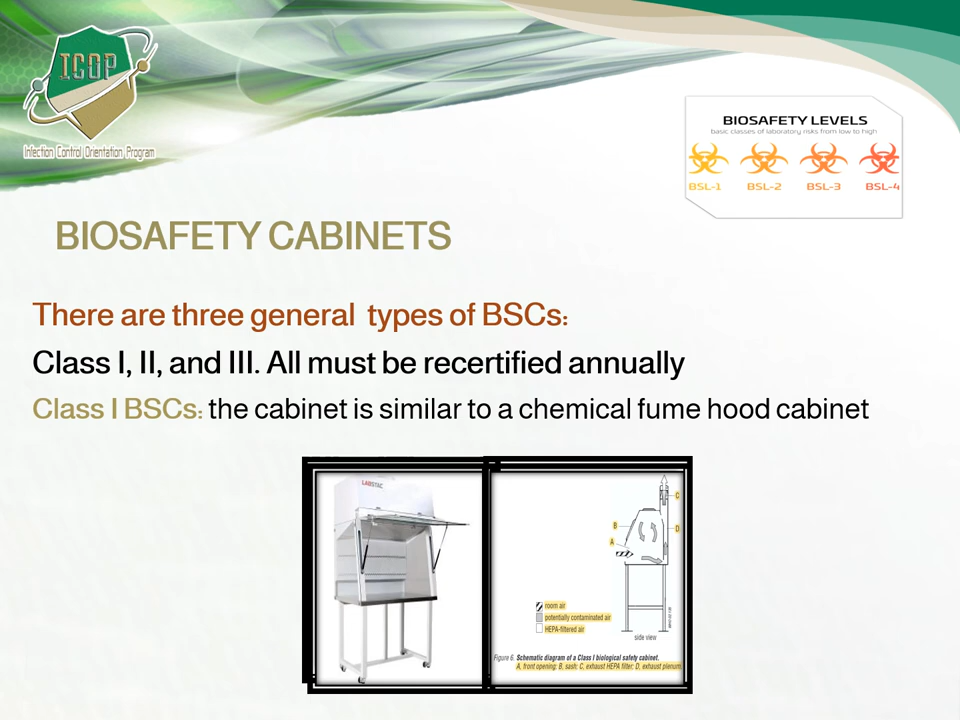 ICOP
Infection Control Orientation Program
BIOSAFETY LEVELS
basic classes of laboratory risks from low to high
BSL-1 BSL-2 BSL-3 BSL-4
BIOSAFETY CABINETS
There are three general types of BSCs:
Class I, II, and III. All must be recertified annually
Class I BSCs: the cabinet is similar to a chemical fume hood cabinet
LABSTAC
C
B
D
A
room air
potentially contaminated air
HEPA-filtered air
side view
Figure 6. Schematic diagram of a Class I biological safety cabinet.
A, front opening; B, sash; C, exhaust HEPA filter; D, exhaust plenum.